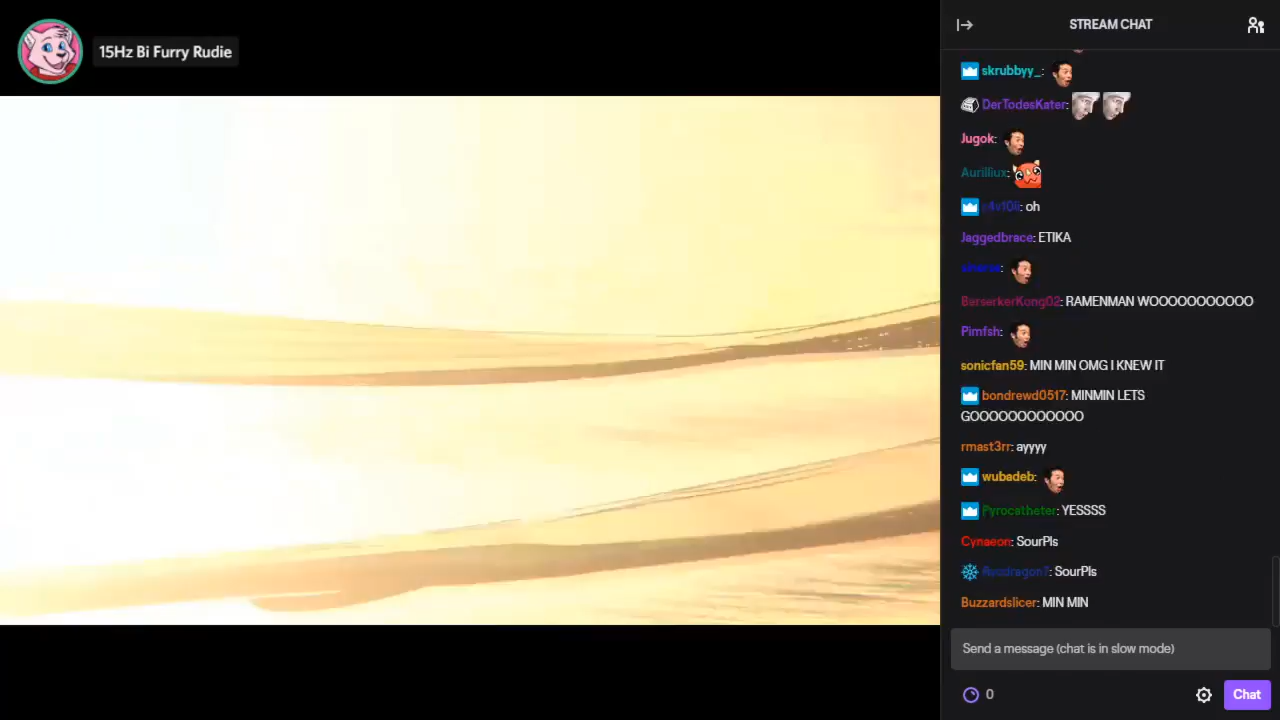 15Hz Bi Furry Rudie
STREAM CHAT
skrubbyy_:
DerTodesKater:
Jugok:
Aurilliux:
: oh
Jaggedbrace: ETIKA
BerserkerKong02: RAMENMAN WOOOOOOOOOOO
Pimfsh:
sonicfan59: MIN MIN OMG I KNEW IT
bondrewd0517: MINMIN LETS
GOOOOOOOOOOOO
rmast3rr: ayyyy
wubadeb:
Pyrocatheter: YESSSS
Cynaeon: SourPls
: SourPls
Buzzardslicer: MIN MIN
Send a message (chat is in slow mode)
0
Chat